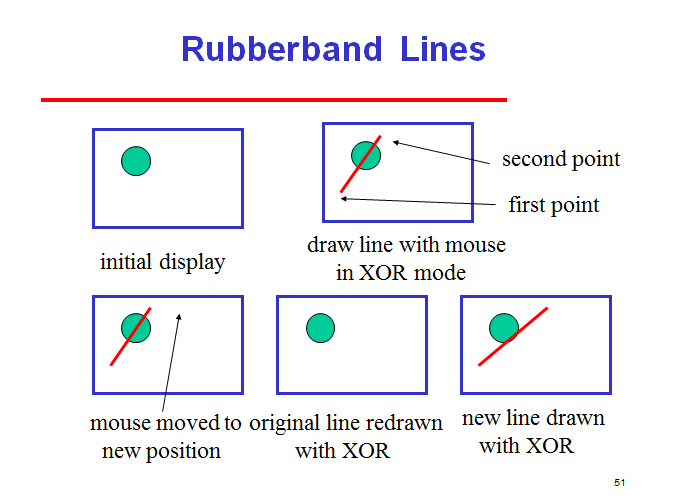 Rubberband Lines
second point
first point
initial display
draw line with mouse
in XOR mode
mouse moved to
new position
original line redrawn
with XOR
new line drawn
with XOR
51